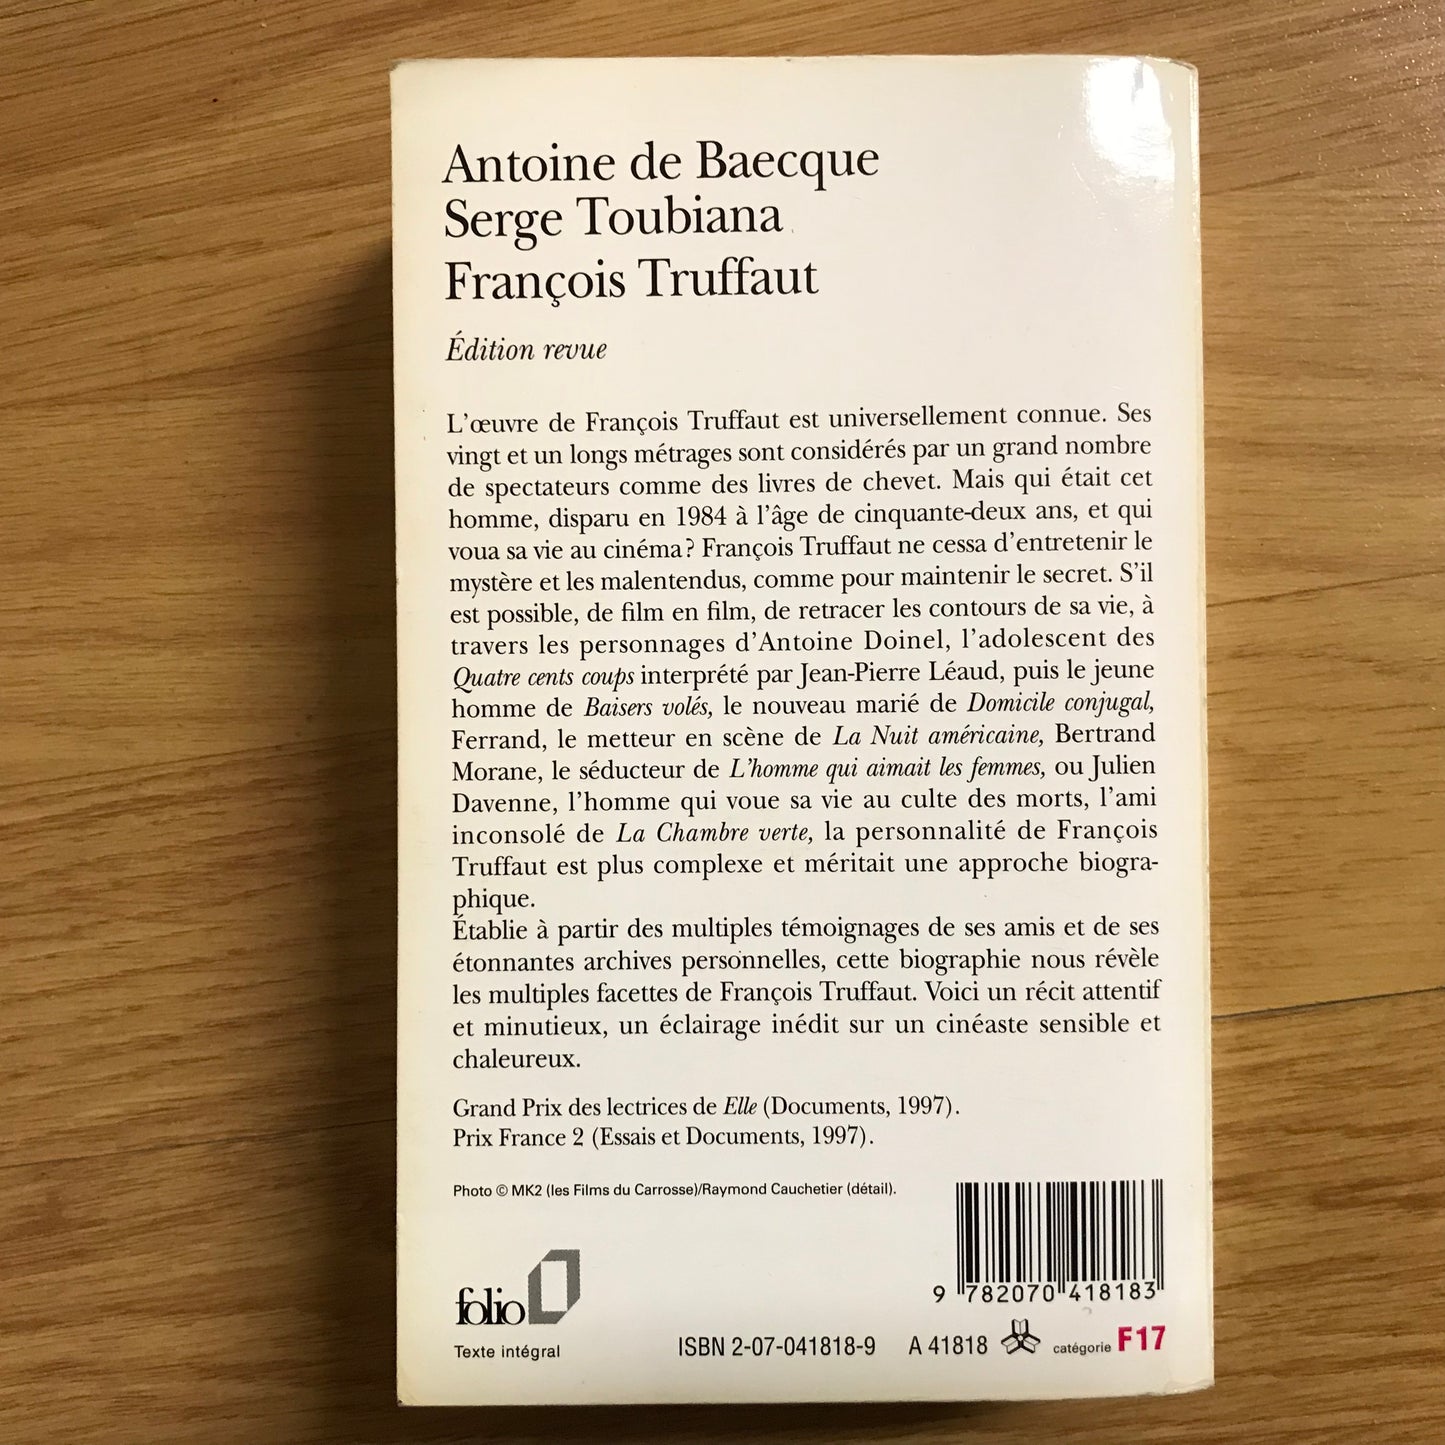 Antoine de Baecque
Serge Toubiana
François Truffaut
Édition revue
L'œuvre de François Truffaut est universellement connue. Ses
vingt et un longs métrages sont considérés par un grand nombre
de spectateurs comme des livres de chevet. Mais qui était cet
homme, disparu en 1984 à l'âge de cinquante-deux ans, et qui
voua sa vie au cinéma? François Truffaut ne cessa d'entretenir le
mystère et les malentendus, comme pour maintenir le secret. S'il
est possible, de film en film, de retracer les contours de sa vie, à
travers les personnages d'Antoine Doinel, l'adolescent des
Quatre cents coups interprété par Jean-Pierre Léaud, puis le jeune
homme de Baisers volés, le nouveau marié de Domicile conjugal,
Ferrand, le metteur en scène de La Nuit américaine, Bertrand
Morane, le séducteur de L'homme qui aimait les femmes, ou Julien
Davenne, l'homme qui voue sa vie au culte des morts, l'ami
inconsolé de La Chambre verte, la personnalité de François
Truffaut est plus complexe et méritait une approche biogra-
phique.
Établie à partir des multiples témoignages de ses amis et de ses
étonnantes archives personnelles, cette biographie nous révèle
les multiples facettes de François Truffaut. Voici un récit attentif
et minutieux, un éclairage inédit sur un cinéaste sensible et
chaleureux.
Grand Prix des lectrices de Elle (Documents, 1997).
Prix France 2 (Essais et Documents, 1997).
Photo © MK2 (les Films du Carrosse)/Raymond Cauchetier (détail).
9 782070 418183
folio
Texte intégral
ISBN 2-07-041818-9 A 41818 catégorie F17